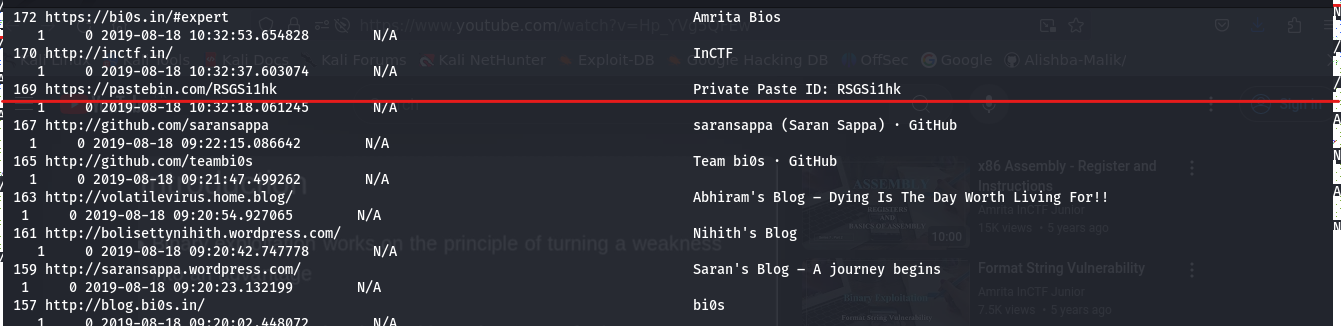 172 https://bi0s.in/#expert Amrita Bios
1 0 2019-08-18 10:32:53.654828 N/A
170 http://inctf.in/ InCTF
1 0 2019-08-18 10:32:37.603074 N/A
169 https://pastebin.com/RSGSi1hk Private Paste ID: RSGSi1hk
1 0 2019-08-18 10:32:18.061245 N/A
167 http://github.com/saransappa saransappa (Saran Sappa) · GitHub
1 0 2019-08-18 09:22:15.086642 N/A
165 http://github.com/teambi0s Team bi0s · GitHub
1 0 2019-08-18 09:21:47.499262 N/A
163 http://volatilevirus.home.blog/ Abhiram's Blog – Dying Is The Day Worth Living For!!
1 0 2019-08-18 09:20:54.927065 N/A
161 http://bolisettynihith.wordpress.com/ Nihith's Blog
1 0 2019-08-18 09:20:42.747778 N/A
159 http://saransappa.wordpress.com/ Saran's Blog – A journey begins
1 0 2019-08-18 09:20:23.132199 N/A
157 http://blog.bi0s.in/ bi0s
1 0 2019-08-18 09:20:02.448072 N/A
https://www.youtube.com/watch?v=Hp_YV
Kali Docs
Kali Forums
Kali NetHunter
Exploit-DB
Google Hacking DB
OffSec
Google
Alishba-Malik/
Sign in
works on the principle of turning a weakness
x86 Assembly - Register and
Instructions
Amrita InCTF Junior
15K views • 5 years ago
10:00
Format String Vulnerability
Amrita InCTF Junior
7.5K views • 5 years ago